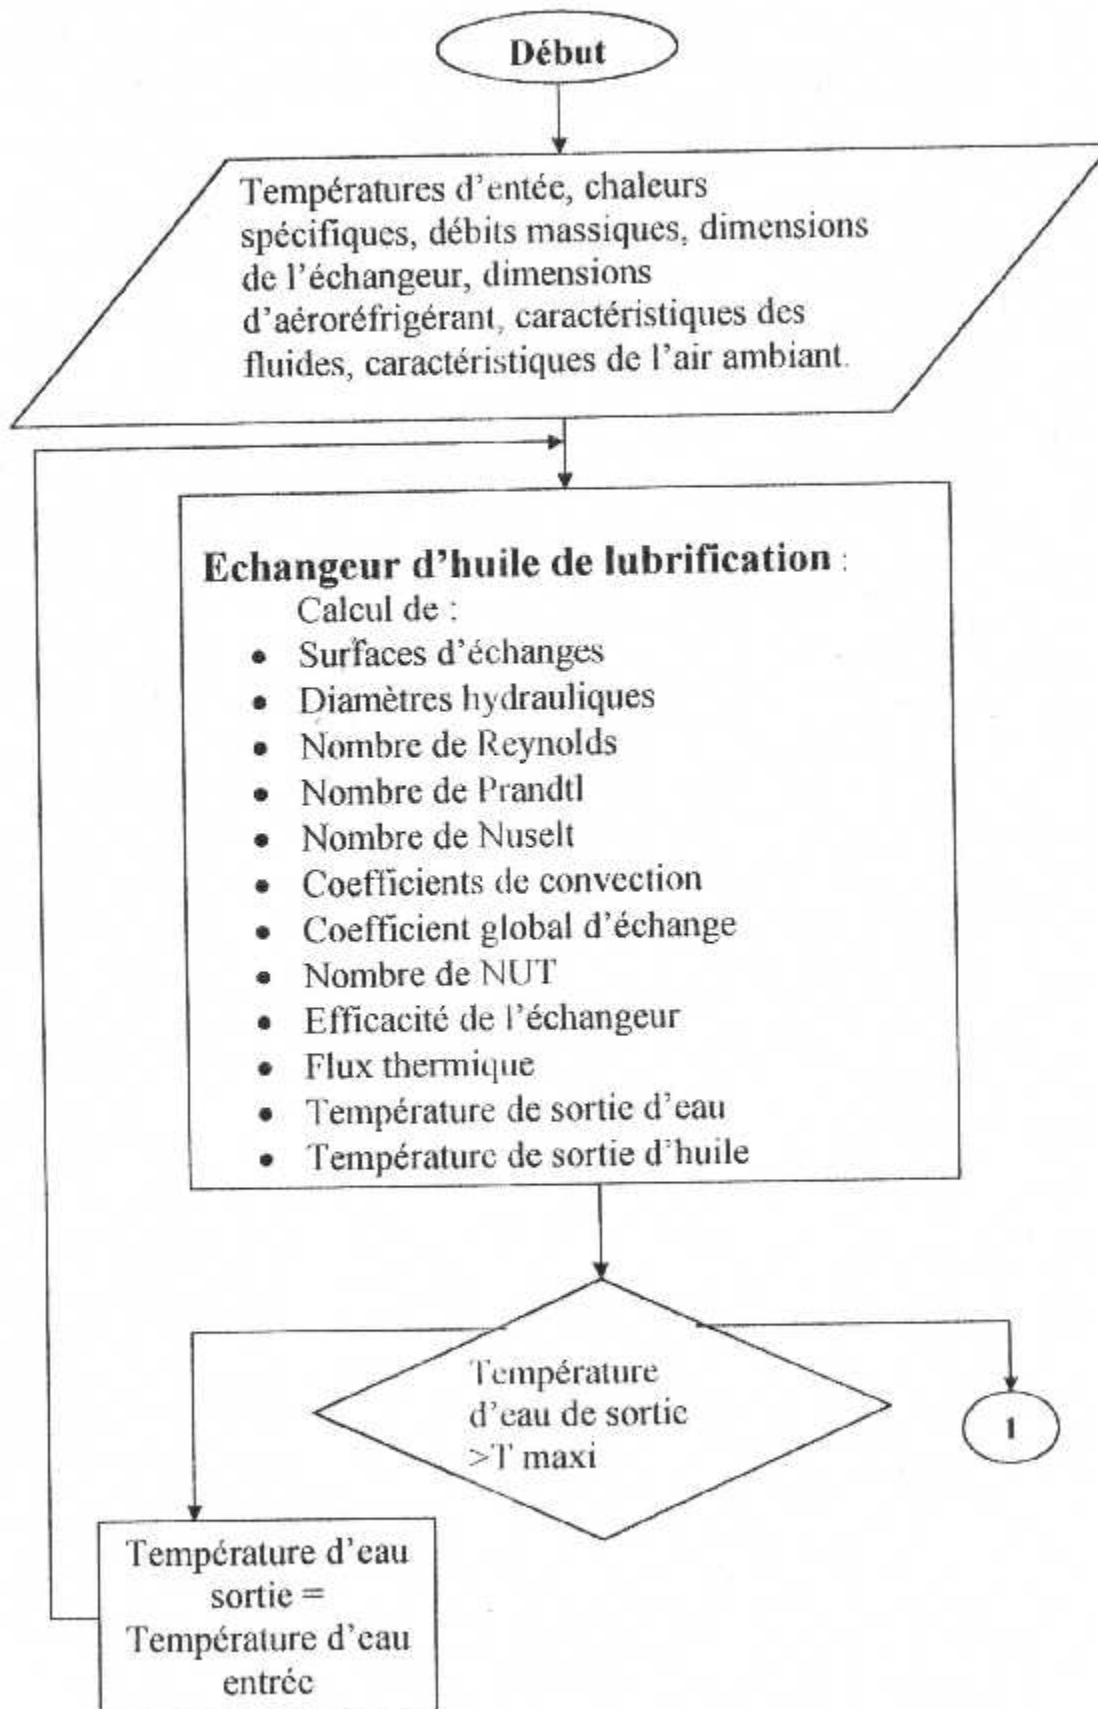 Début
Températures d'entée, chaleurs
spécifiques, débits massiques, dimensions
de l'échangeur, dimensions
d'aéroréfrigérant, caractéristiques des
fluides, caractéristiques de l'air ambiant.
Echangeur d'huile de lubrification :
Calcul de :
• Surfaces d'échanges
• Diamètres hydrauliques
• Nombre de Reynolds
• Nombre de Prandtl
• Nombre de Nuselt
• Coefficients de convection
• Coefficient global d'échange
• Nombre de NUT
• Efficacité de l'échangeur
• Flux thermique
• Température de sortie d'eau
• Température de sortie d'huile
Température
d'eau de sortie
>T maxi
1
Température d'eau
sortie =
Température d'eau
entrée